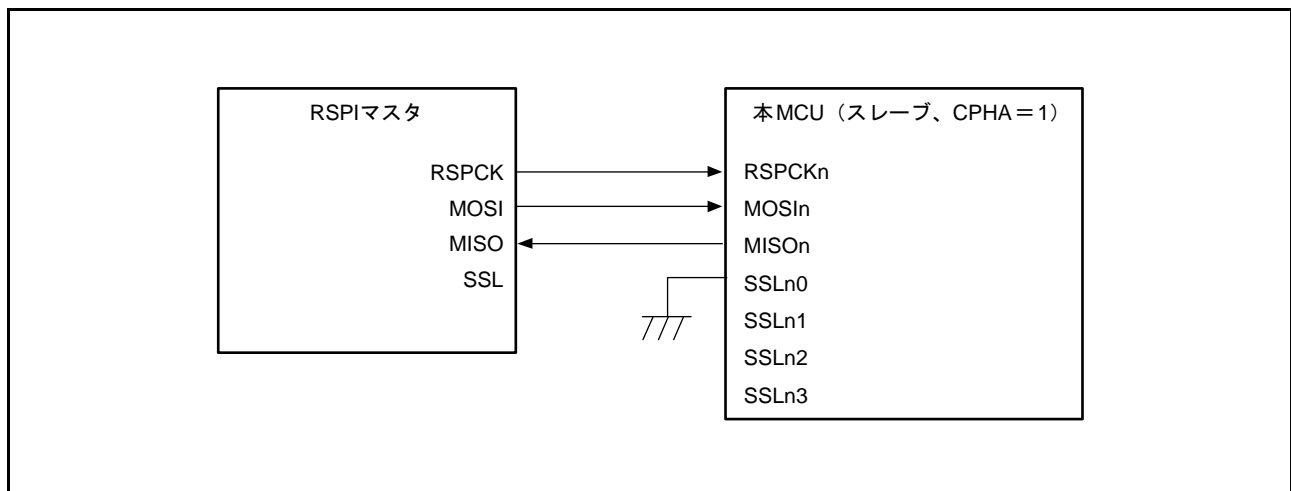 RSPIマスタ
RSPCK
MOSI
MISO
SSL
本MCU（スレーブ、CPHA＝1）
RSPCKn
MOSIn
MISOn
SSLn0
SSLn1
SSLn2
SSLn3